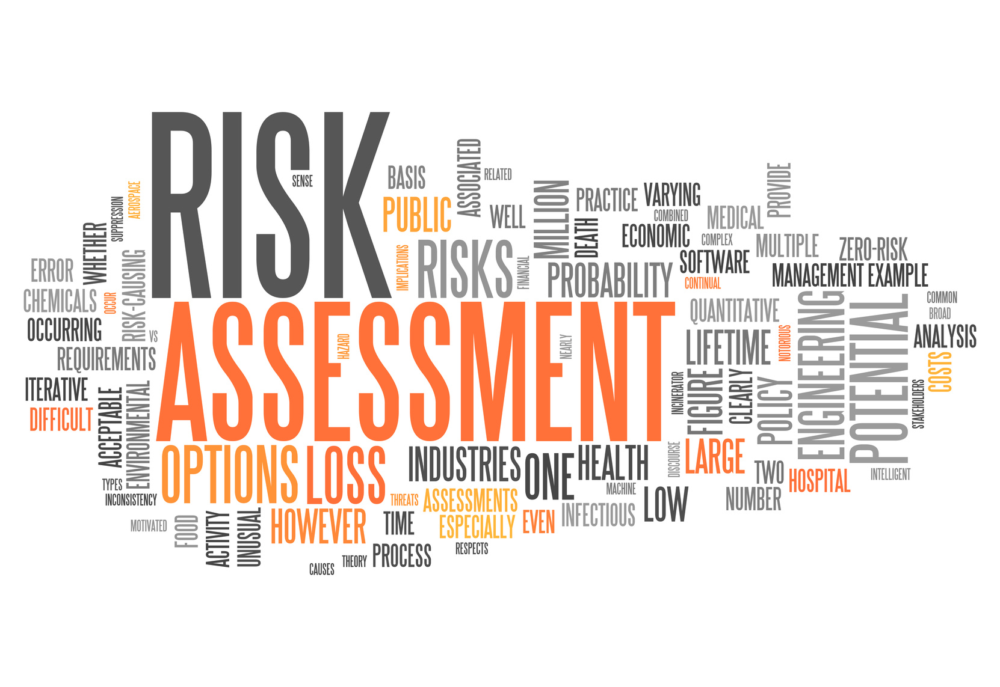 RISK
SENSE
BASIS
PUBLIC
ASSOCIATED
RELATED
WELL
MILLION
PRACTICE
VARYING
COMBINED
MEDICAL
PROVIDE
DEATH
ECONOMIC
COMPLEX
MULTIPLE
ZERO-RISK
AEROSPACE
SUPPRESSION
WHETHER
ERROR
CHEMICALS
OCCUR
RISK-CAUSING
OCCURRING
VS
REQUIREMENTS
IMPLICATIONS
RISKS
FINANCIAL
PROBABILITY
SOFTWARE
CONTINUAL
MANAGEMENT EXAMPLE
ASSESSMENT
HAZARD
NEARLY
QUANTITATIVE
LIFETIME
NOTORIOUS
ENGINEERING
POTENTIAL
COMMON
BROAD
ANALYSIS
COSTS
STAKEHOLDERS
ITERATIVE
DIFFICULT
ACCEPTABLE
ENVIRONMENTAL
INCINERATOR
FIGURE
CLEARLY
POLICY
TYPES
INCONSISTENCY
OPTIONS
LOSS
INDUSTRIES
ONE
HEALTH
DISCOURSE
LARGE
TWO
HOSPITAL
INTELLIGENT
MACHINE
LOW
NUMBER
MOTIVATED
FOOD
ACTIVITY
UNUSUAL
HOWEVER
THREATS
ASSESSMENTS
TIME
ESPECIALLY
EVEN
INFECTIOUS
RESPECTS
CAUSES
THEORY
PROCESS